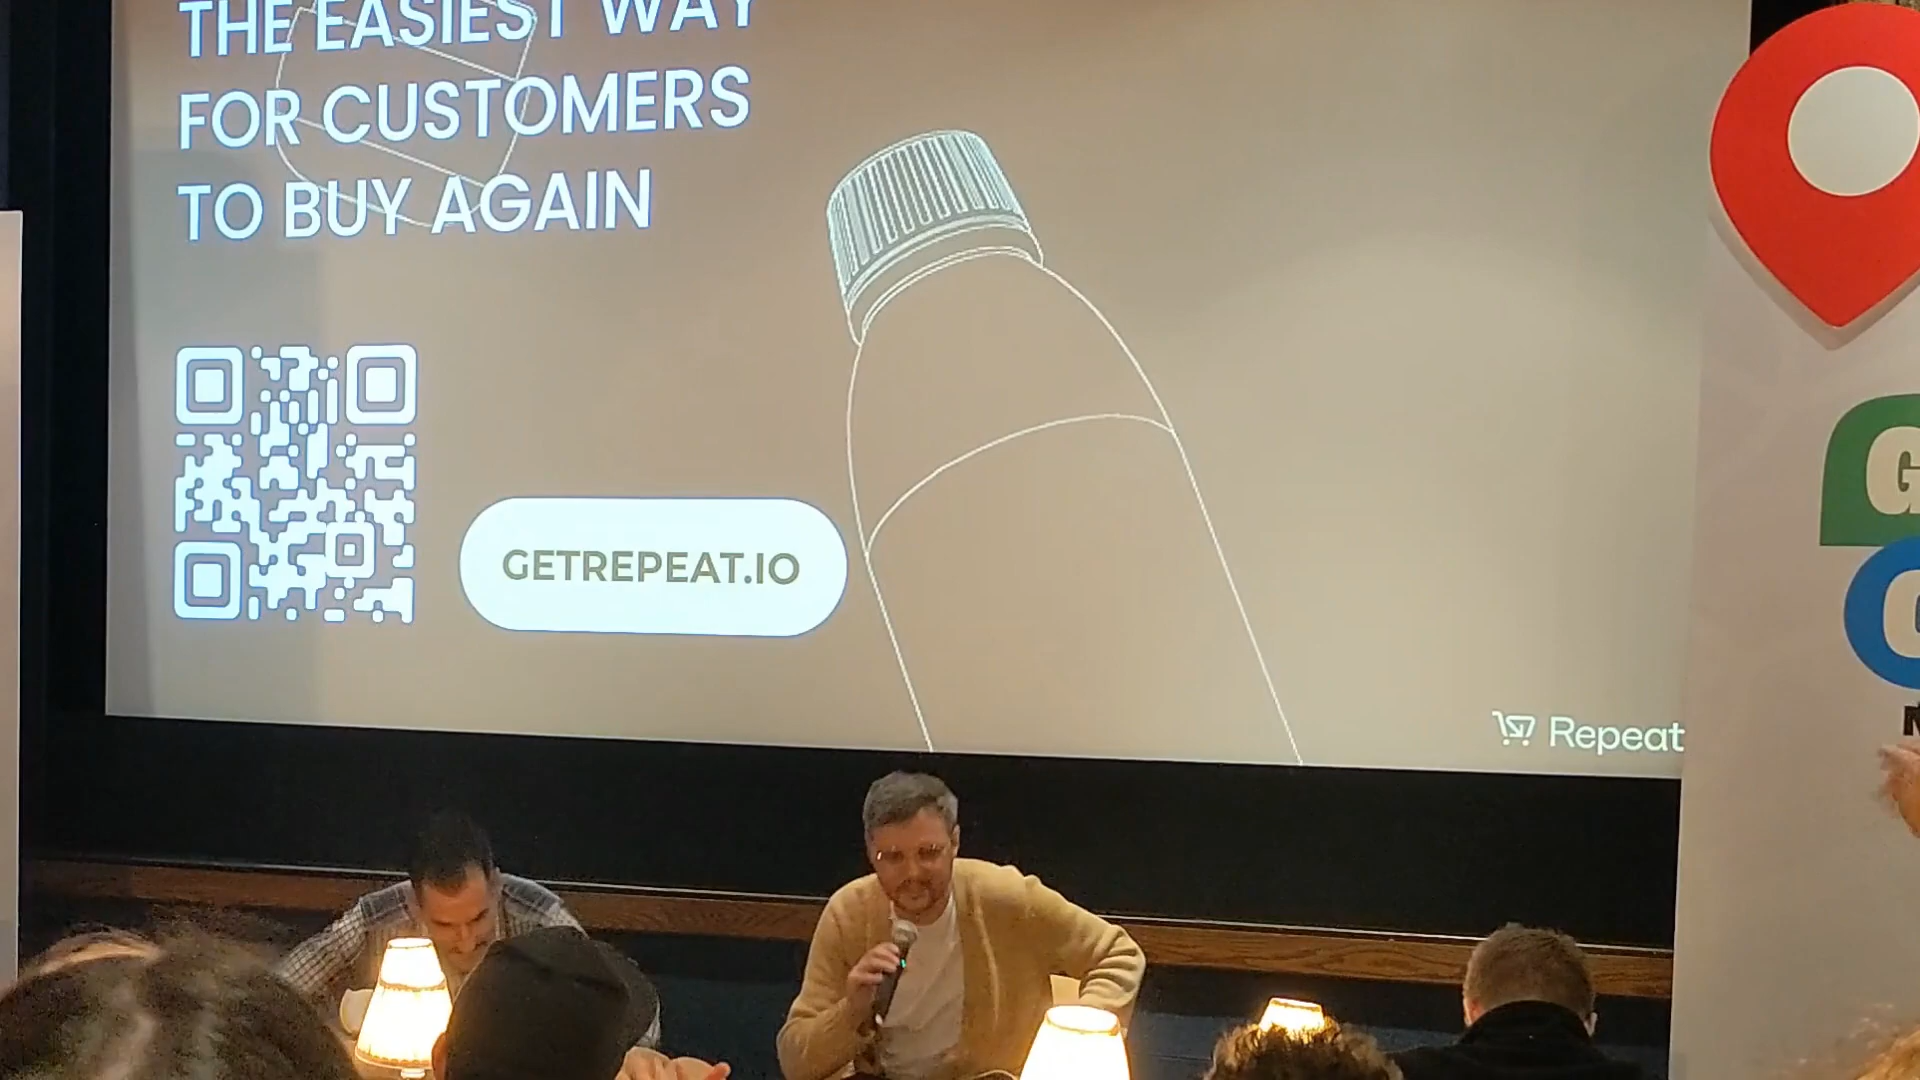 THE EASIEST WAY
FOR CUSTOMERS
TO BUY AGAIN
GETREPEAT.IO
Repeat
G